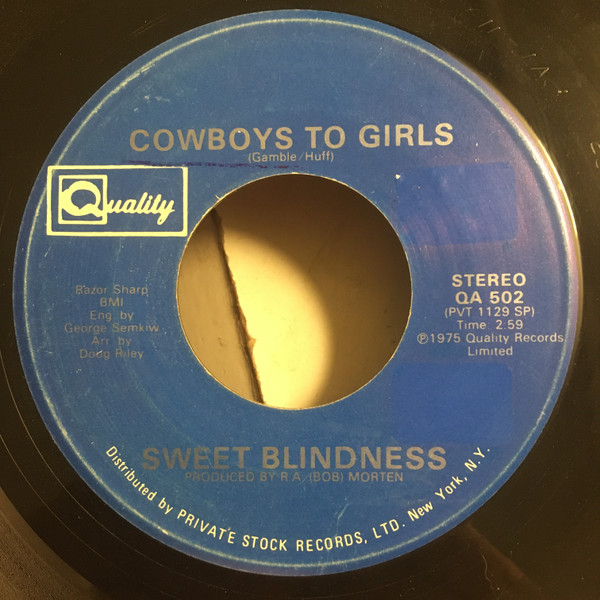 COWBOYS TO GIRLS
(Gamble/Huff)
Quality
Razor Sharp
BMI
Eng by
George Semkiw
Arr by
Doug Riley
STEREO
QA 502
(PVT 1129 SP)
Time 2.59
℗1975 Quality Records
Limited
SWEET BLINDNESS
PRODUCED BY R.A. (BOB) MORTEN
Distributed by PRIVATE STOCK RECORDS, LTD. New York, N.Y.